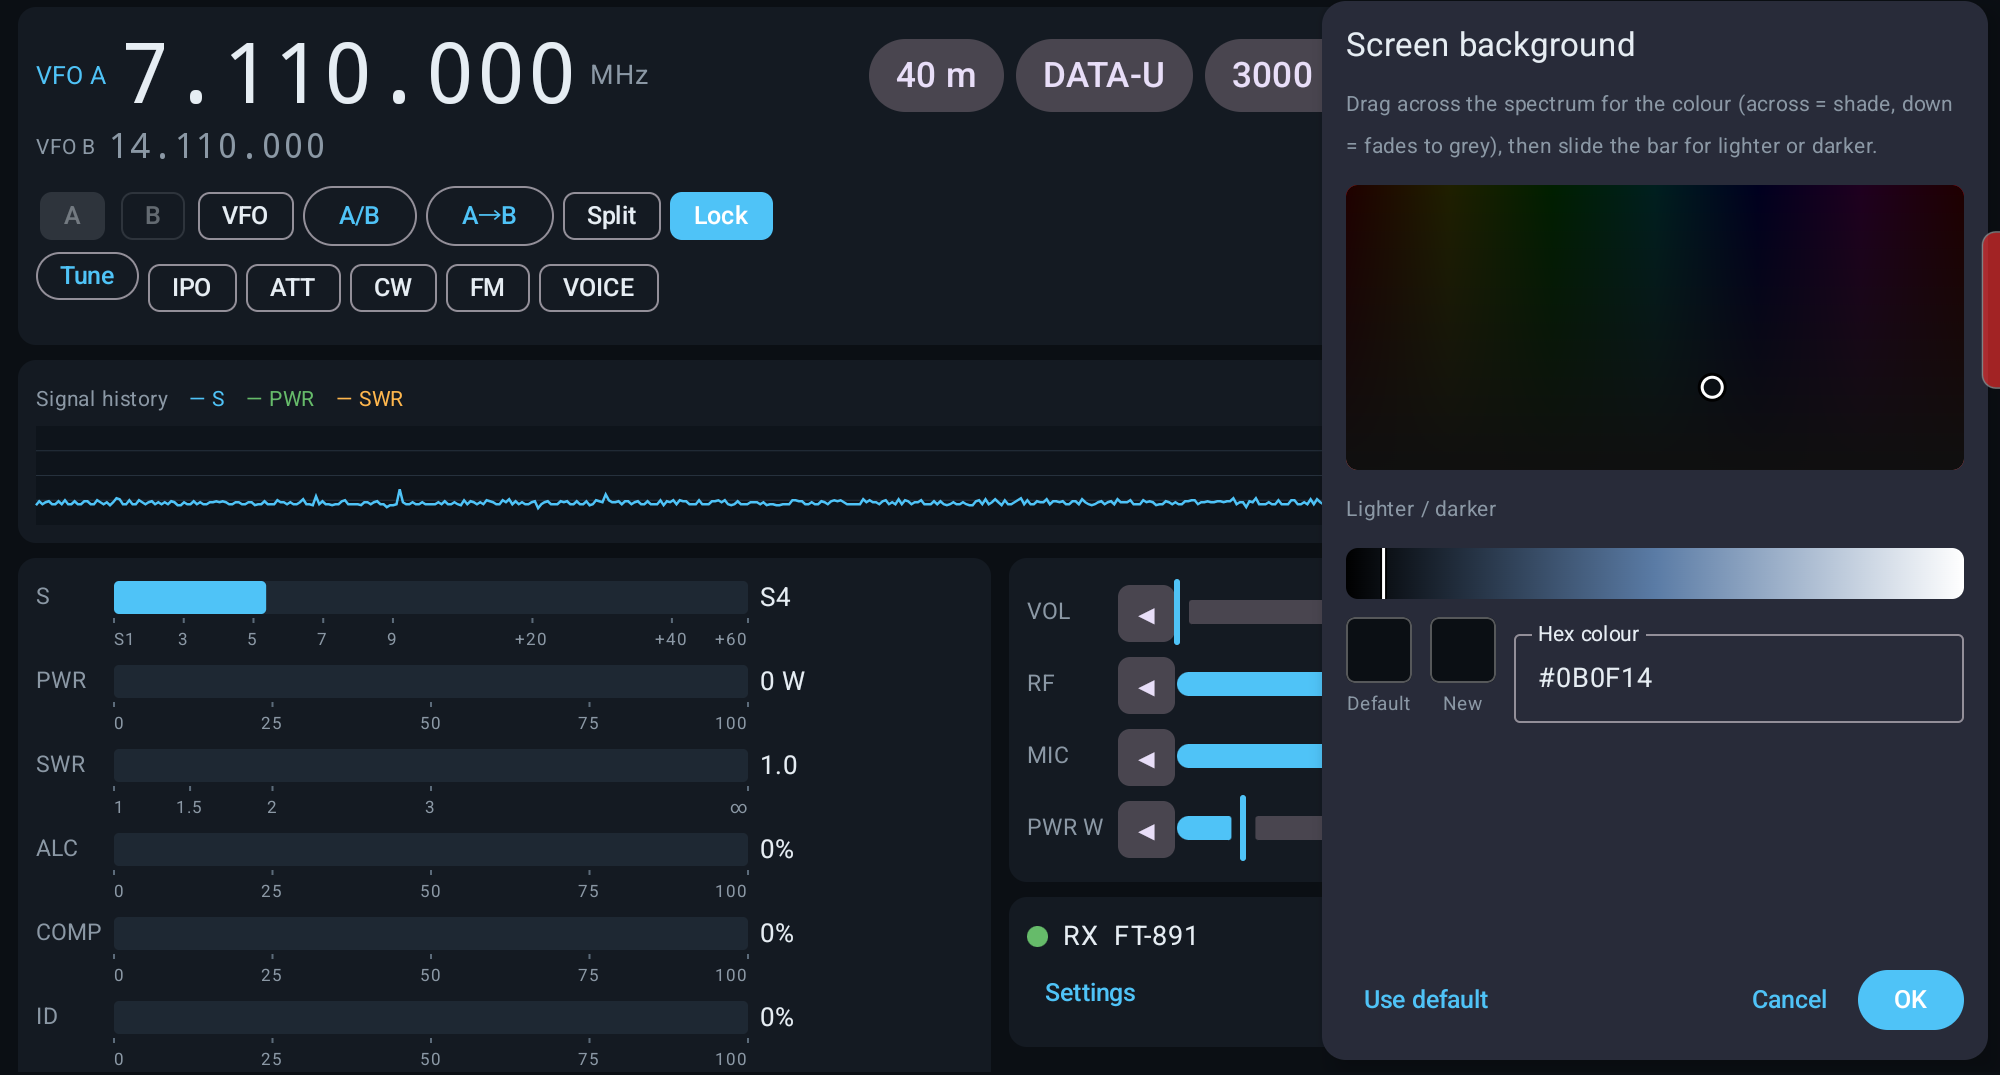 VFO A 7.110.000 MHz
40 m DATA-U 3000
VFO B 14.110.000
A B VFO A/B A→B Split Lock
Tune IPO ATT CW FM VOICE
Signal history — S — PWR — SWR
S S4
S1 3 5 7 9 +20 +40 +60
PWR 0 W
0 25 50 75 100
SWR 1.0
1 1.5 2 3 ∞
ALC 0%
0 25 50 75 100
COMP 0%
0 25 50 75 100
ID 0%
0 25 50 75 100
VOL ◀
RF ◀
MIC ◀
PWR W ◀
RX FT-891
Settings
Screen background
Drag across the spectrum for the colour (across = shade, down
= fades to grey), then slide the bar for lighter or darker.
Lighter / darker
Hex colour
#0B0F14
Default New
Use default Cancel OK